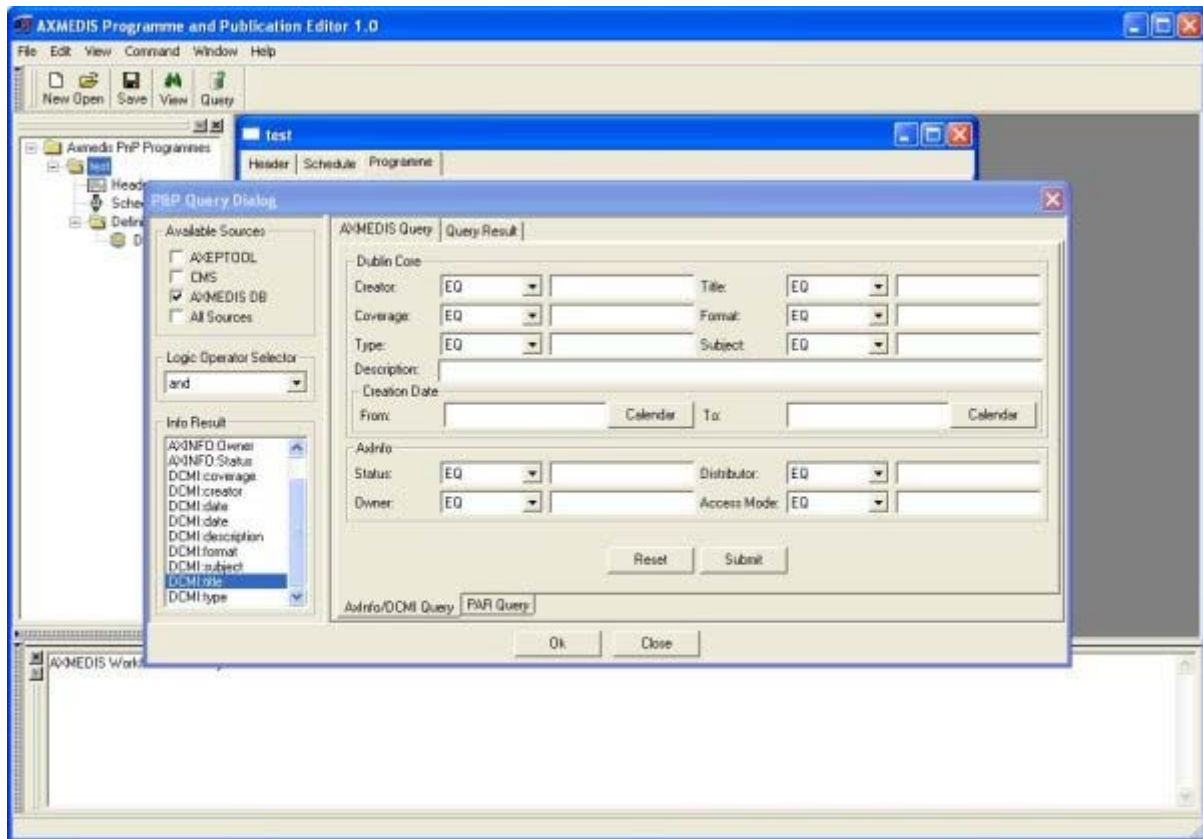 AXMEDIS Programme and Publication Editor 1.0
File Edit View Command Window Help
New Open Save View Query
Axmedis PnP Programmes
test
Header Schedule Programme
test
PnP Query Dialog
Available Sources
AXEPTOOL
CMS
AXMEDIS DB
All Sources
Logic Operator Selector
and
Info Result
AXINFO:Owner
AXINFO:Status
DCMI:coverage
DCMI:creator
DCMI:date
DCMI:date
DCMI:description
DCMI:format
DCMI:subject
DCMI:title
DCMI:type
AXMEDIS Query Query Result
Dublin Core
Creator: EQ Title: EQ
Coverage: EQ Format: EQ
Type: EQ Subject: EQ
Description:
Creation Date
From: Calendar To: Calendar
AxInfo
Status: EQ Distributor: EQ
Owner: EQ Access Mode: EQ
Reset Submit
AxInfo/DCMI Query PAR Query
Ok Close
AXMEDIS